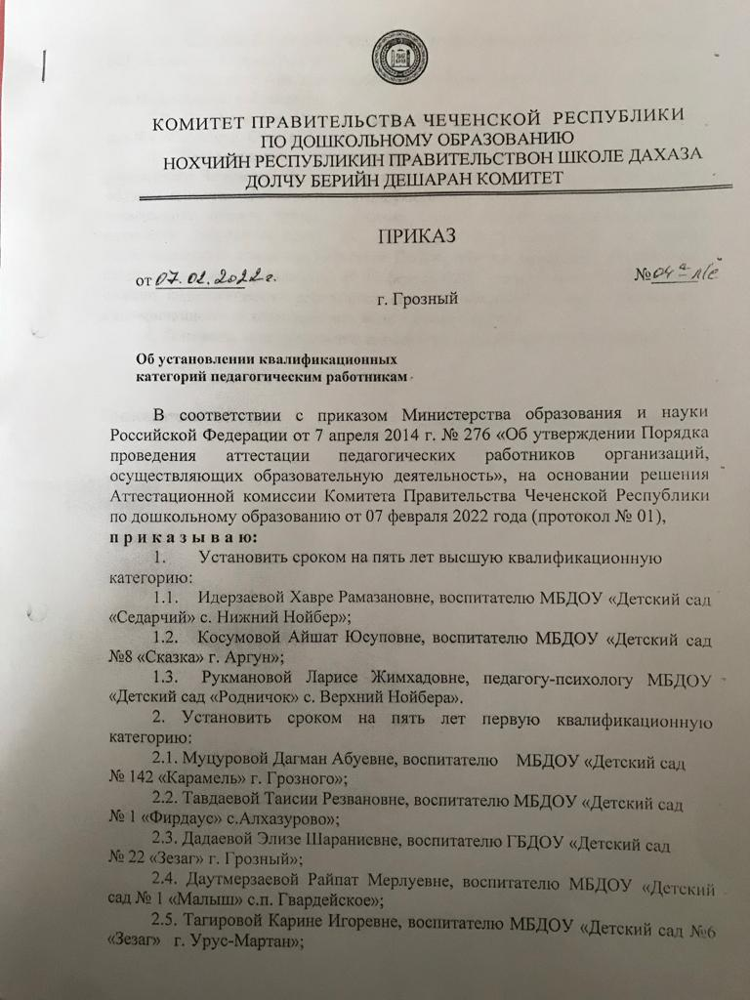 КОМИТЕТ ПРАВИТЕЛЬСТВА ЧЕЧЕНСКОЙ РЕСПУБЛИКИ
ПО ДОШКОЛЬНОМУ ОБРАЗОВАНИЮ
НОХЧИЙН РЕСПУБЛИКИН ПРАВИТЕЛЬСТВОН ШКОЛЕ ДАХАЗА
ДОЛЧУ БЕРИЙН ДЕШАРАН КОМИТЕТ
ПРИКАЗ
от 07.02.2022г. №04
г. Грозный
Об установлении квалификационных
категорий педагогическим работникам
В соответствии с приказом Министерства образования и науки
Российской Федерации от 7 апреля 2014 г. № 276 «Об утверждении Порядка
проведения аттестации педагогических работников организаций,
осуществляющих образовательную деятельность», на основании решения
Аттестационной комиссии Комитета Правительства Чеченской Республики
по дошкольному образованию от 07 февраля 2022 года (протокол № 01),
п р и к а з ы в а ю:
1. Установить сроком на пять лет высшую квалификационную
категорию:
1.1. Идерзаевой Хавре Рамазановне, воспитателю МБДОУ «Детский сад
«Седарчий» с. Нижний Нойбер»;
1.2. Косумовой Айшат Юсуповне, воспитателю МБДОУ «Детский сад
№8 «Сказка» г. Аргун»;
1.3. Рукмановой Ларисе Жимхадовне, педагогу-психологу МБДОУ
«Детский сад «Родничок» с. Верхний Нойбера».
2. Установить сроком на пять лет первую квалификационную
категорию:
2.1. Муцуровой Дагман Абуевне, воспитателю МБДОУ «Детский сад
№ 142 «Карамель» г. Грозного»;
2.2. Тавдаевой Таисии Резвановне, воспитателю МБДОУ «Детский сад
№ 1 «Фирдаус» с.Алхазурово»;
2.3. Дадаевой Элизе Шараниевне, воспитателю ГБДОУ «Детский сад
№ 22 «Зезаг» г. Грозный»;
2.4. Даутмерзаевой Райпат Мерлуевне, воспитателю МБДОУ «Детский
сад № 1 «Малыш» с.п. Гвардейское»;
2.5. Тагировой Карине Игоревне, воспитателю МБДОУ «Детский сад №6
«Зезаг» г. Урус-Мартан»;